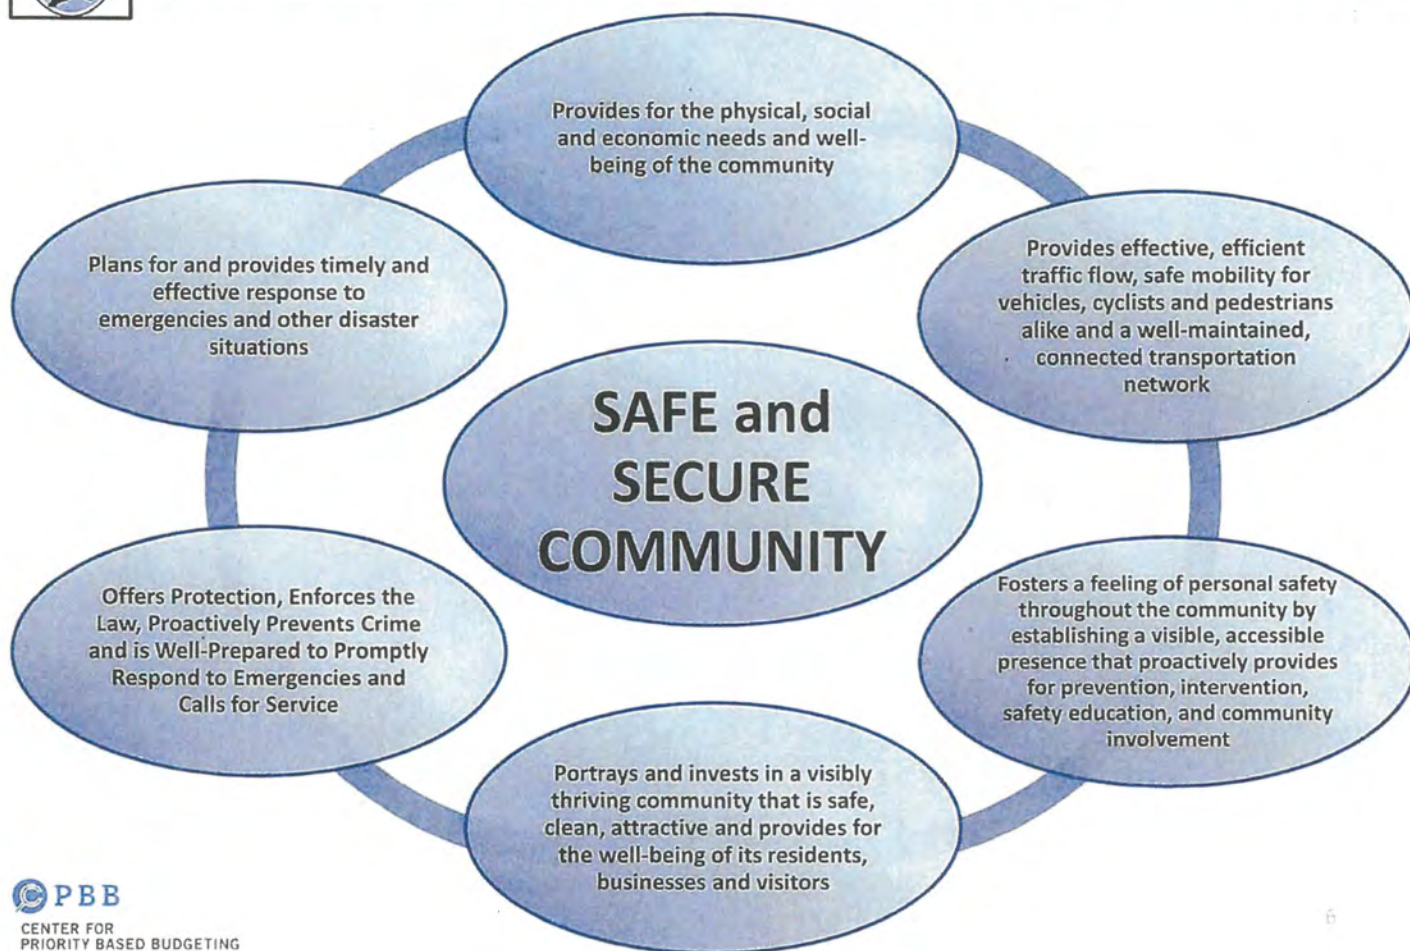 Provides for the physical, social
and economic needs and well-
being of the community
Provides effective, efficient
traffic flow, safe mobility for
vehicles, cyclists and pedestrians
alike and a well-maintained,
connected transportation
network
Fosters a feeling of personal safety
throughout the community by
establishing a visible, accessible
presence that proactively provides
for prevention, intervention,
safety education, and community
involvement
Portrays and invests in a visibly
thriving community that is safe,
clean, attractive and provides for
the well-being of its residents,
businesses and visitors
Offers Protection, Enforces the
Law, Proactively Prevents Crime
and is Well-Prepared to Promptly
Respond to Emergencies and
Calls for Service
Plans for and provides timely and
effective response to
emergencies and other disaster
situations
SAFE and
SECURE
COMMUNITY
PBB
CENTER FOR
PRIORITY BASED BUDGETING
6